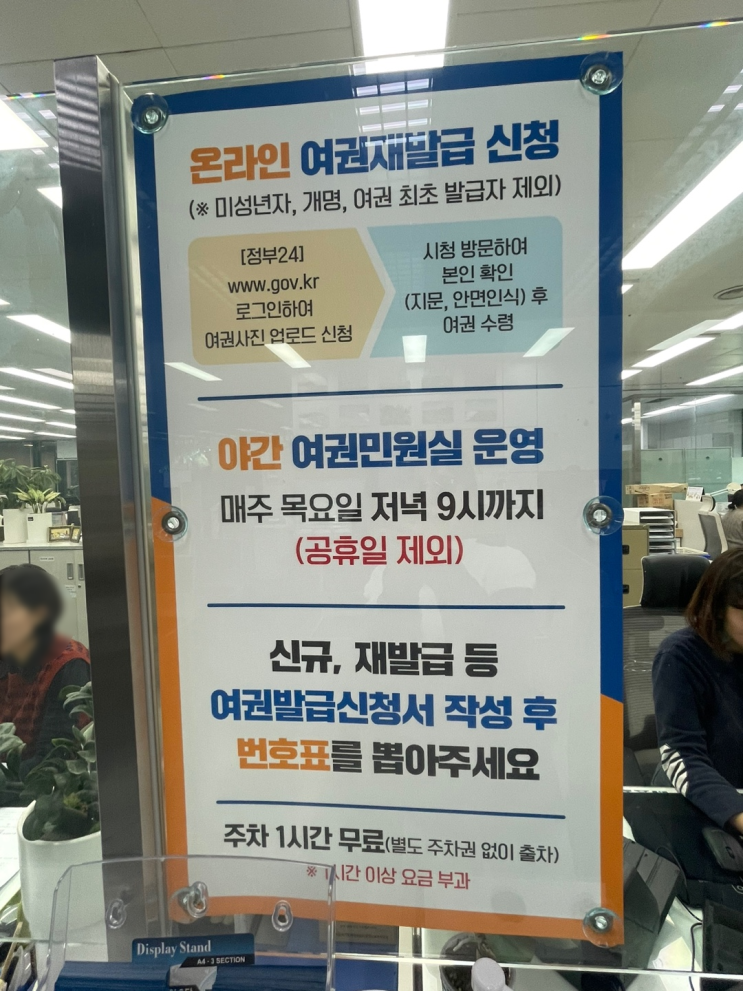 온라인 여권재발급 신청
(※ 미성년자, 개명, 여권 최초 발급자 제외)
[정부24]
www.gov.kr
로그인하여
여권사진 업로드 신청
시청 방문하여
본인 확인
(지문, 안면인식) 후
여권 수령
야간 여권민원실 운영
매주 목요일 저녁 9시까지
(공휴일 제외)
신규, 재발급 등
여권발급신청서 작성 후
번호표를 뽑아주세요
주차 1시간 무료(별도 주차권 없이 출차)
※ 1시간 이상 요금 부과
Display Stand
A4 - 3 SECTION